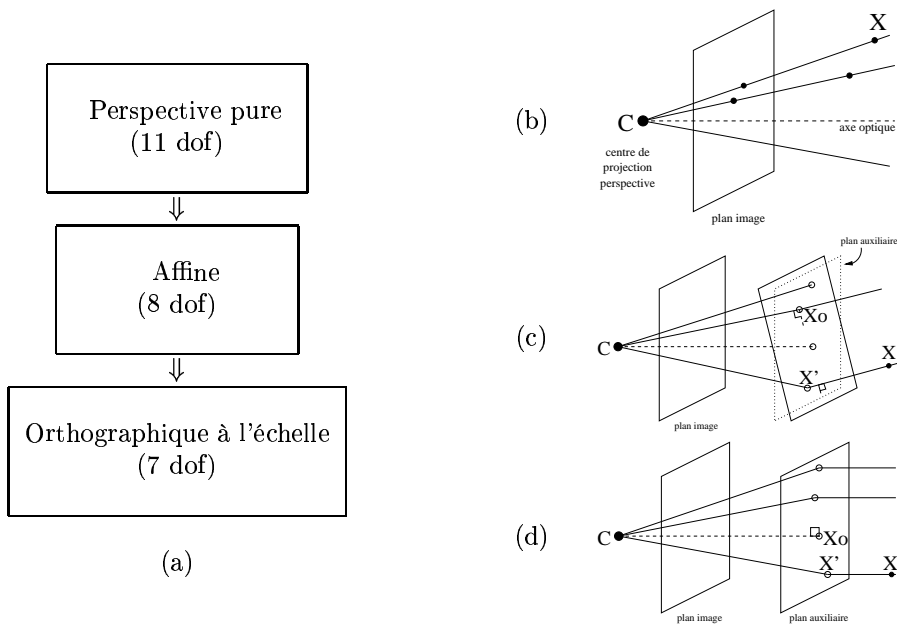 Perspective pure
(11 dof)
⇓
Affine
(8 dof)
⇓
Orthographique à l'échelle
(7 dof)
(a)
(b)
X
C
axe optique
centre de
projection
perspective
plan image
(c)
plan auxiliaire
Xo
C
X
X'
plan image
(d)
C
Xo
X'
X
plan image
plan auxiliaire